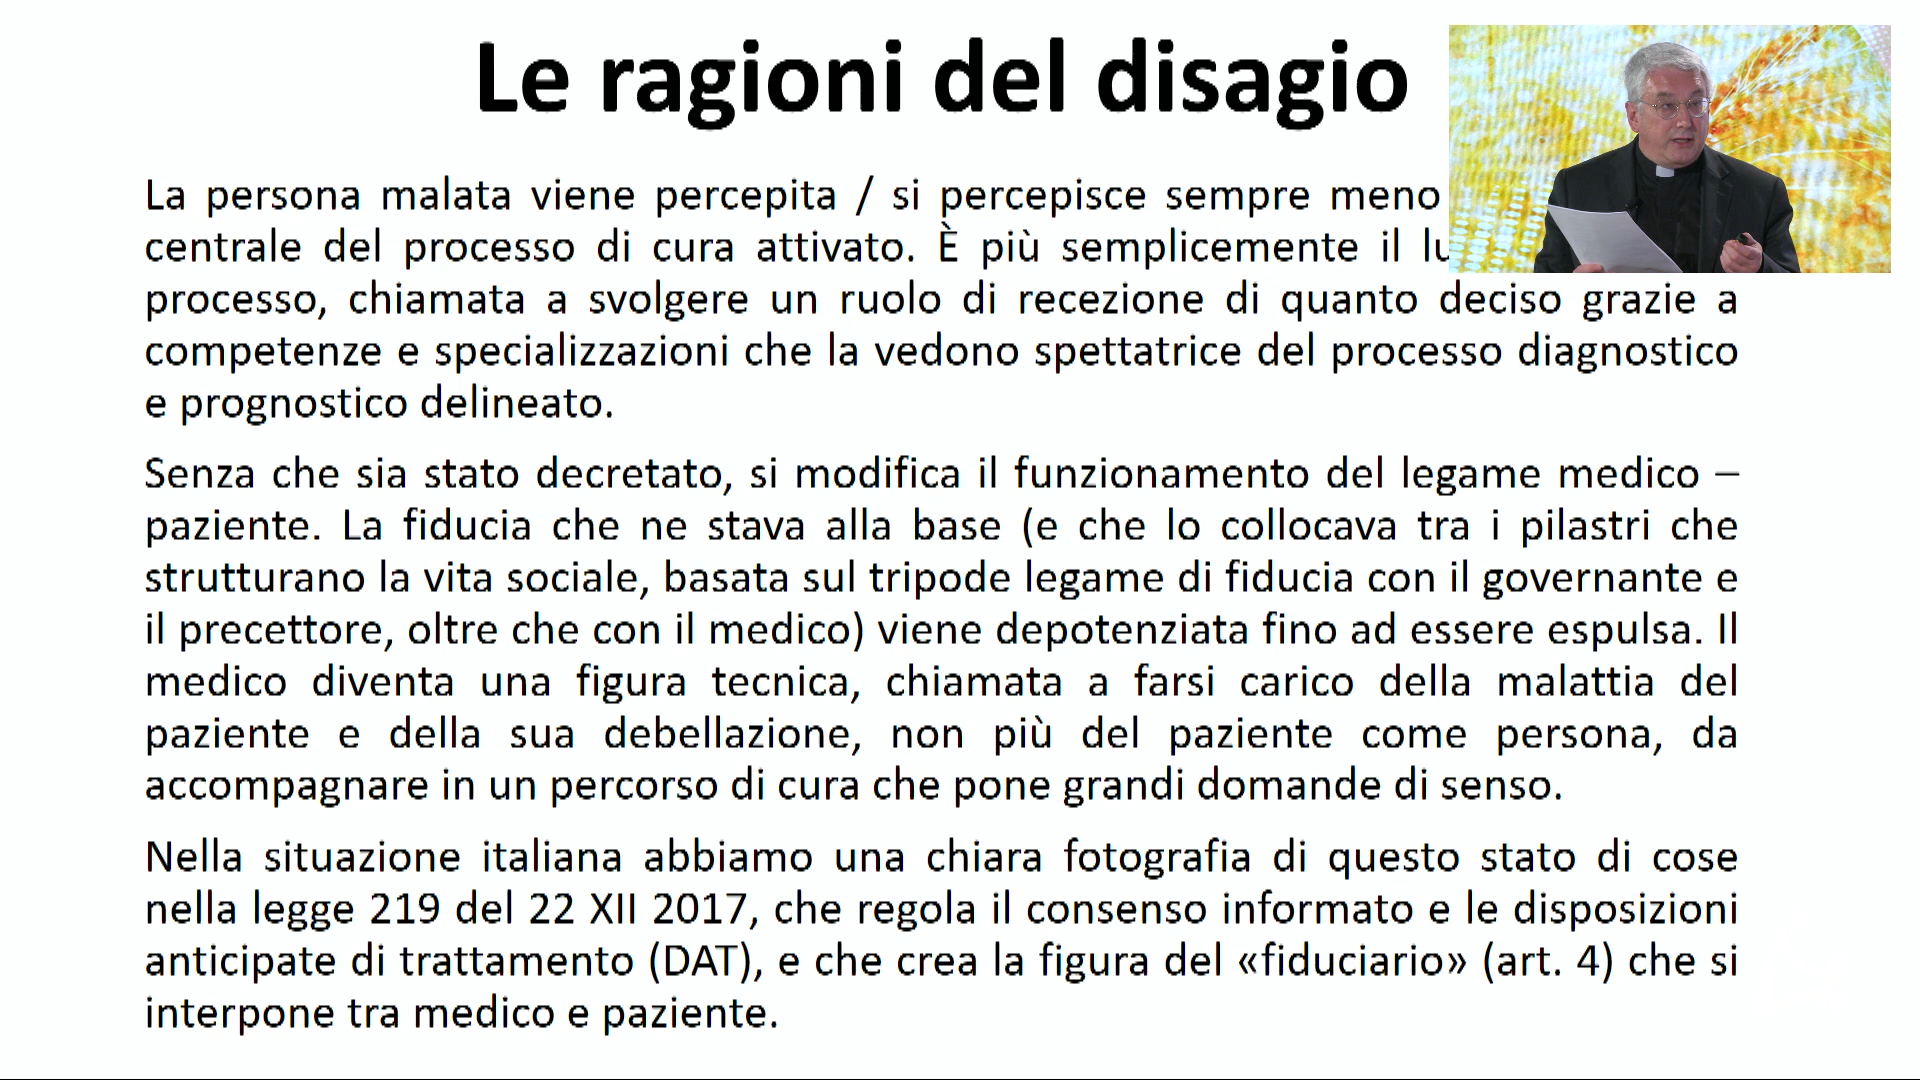 Le ragioni del disagio
La persona malata viene percepita / si percepisce sempre meno
centrale del processo di cura attivato. È più semplicemente il
processo, chiamata a svolgere un ruolo di recezione di quanto deciso grazie a
competenze e specializzazioni che la vedono spettatrice del processo diagnostico
e prognostico delineato.
Senza che sia stato decretato, si modifica il funzionamento del legame medico –
paziente. La fiducia che ne stava alla base (e che lo collocava tra i pilastri che
strutturano la vita sociale, basata sul tripode legame di fiducia con il governante e
il precettore, oltre che con il medico) viene depotenziata fino ad essere espulsa. Il
medico diventa una figura tecnica, chiamata a farsi carico della malattia del
paziente e della sua debellazione, non più del paziente come persona, da
accompagnare in un percorso di cura che pone grandi domande di senso.
Nella situazione italiana abbiamo una chiara fotografia di questo stato di cose
nella legge 219 del 22 XII 2017, che regola il consenso informato e le disposizioni
anticipate di trattamento (DAT), e che crea la figura del «fiduciario» (art. 4) che si
interpone tra medico e paziente.